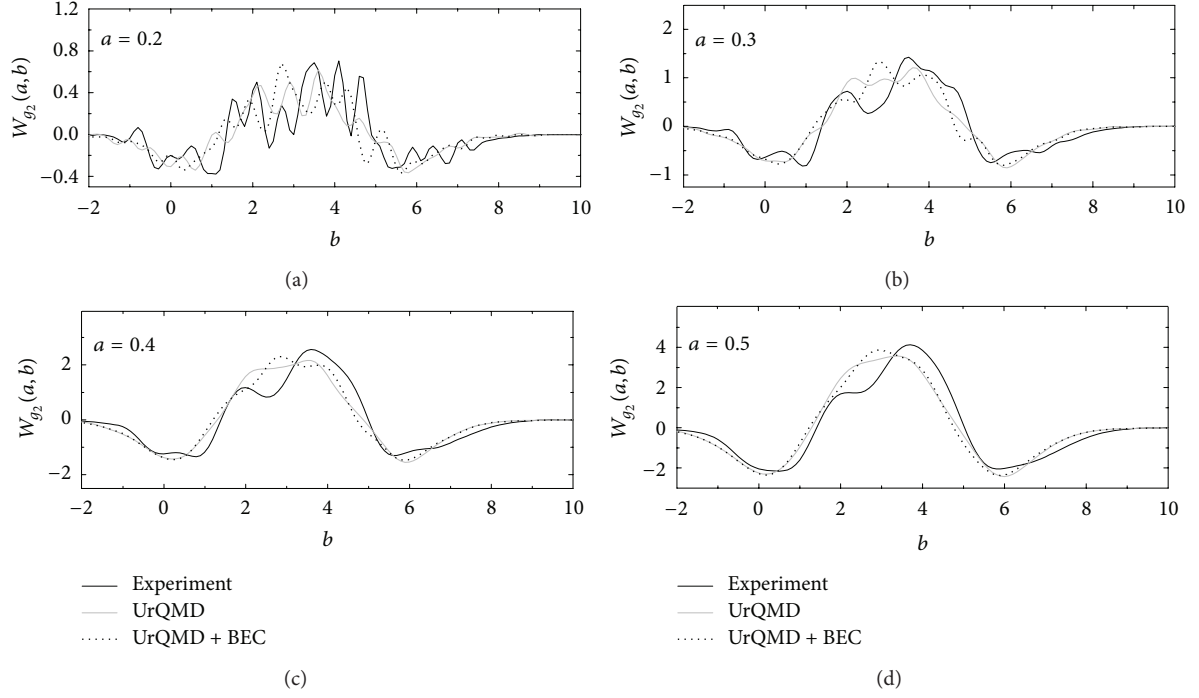 1.2
0.8
0.4
0.0
−0.4
W_{g_2}(a, b)
a = 0.2
−2 0 2 4 6 8 10
b
(a)
2
1
0
−1
W_{g_2}(a, b)
a = 0.3
−2 0 2 4 6 8 10
b
(b)
2
0
−2
W_{g_2}(a, b)
a = 0.4
−2 0 2 4 6 8 10
b
Experiment
UrQMD
UrQMD + BEC
(c)
4
2
0
−2
W_{g_2}(a, b)
a = 0.5
−2 0 2 4 6 8 10
b
Experiment
UrQMD
UrQMD + BEC
(d)